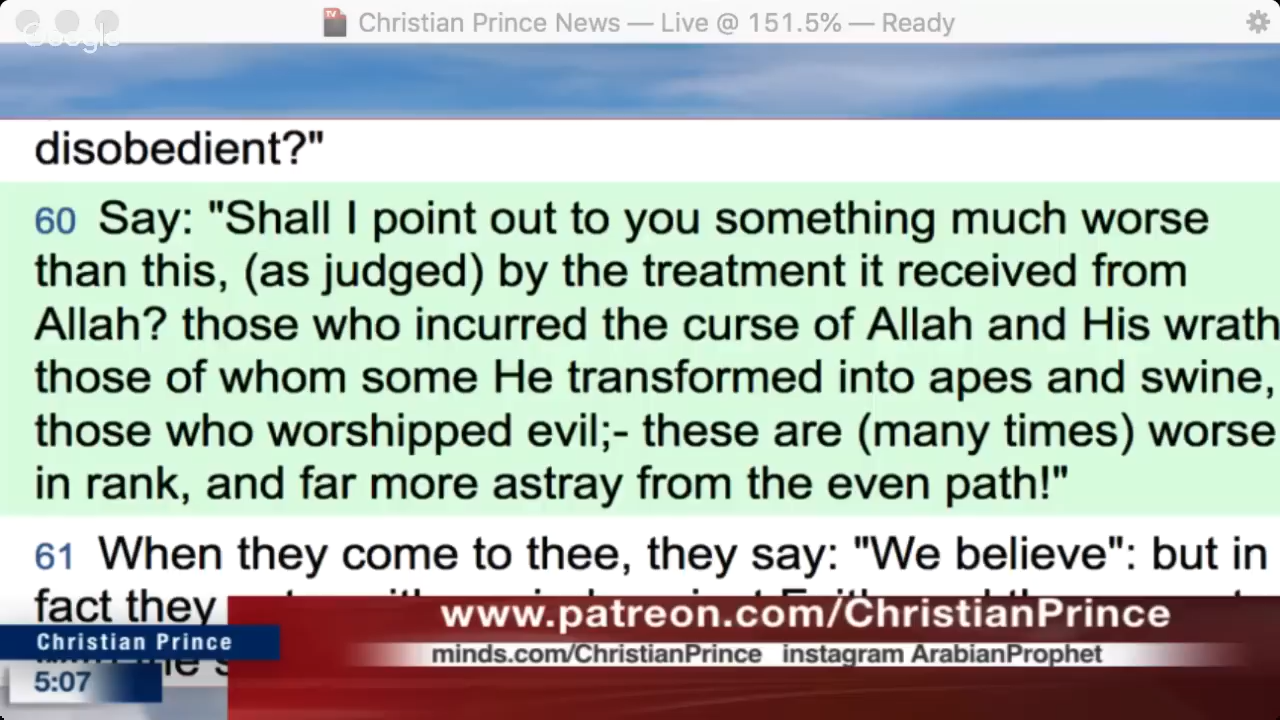 Christian Prince News — Live @ 151.5% — Ready
Google
disobedient?"
60 Say: "Shall I point out to you something much worse
than this, (as judged) by the treatment it received from
Allah? those who incurred the curse of Allah and His wrath
those of whom some He transformed into apes and swine,
those who worshipped evil;- these are (many times) worse
in rank, and far more astray from the even path!"
61 When they come to thee, they say: "We believe": but in
fact they
www.patreon.com/ChristianPrince
Christian Prince
minds.com/ChristianPrince instagram ArabianProphet
5:07